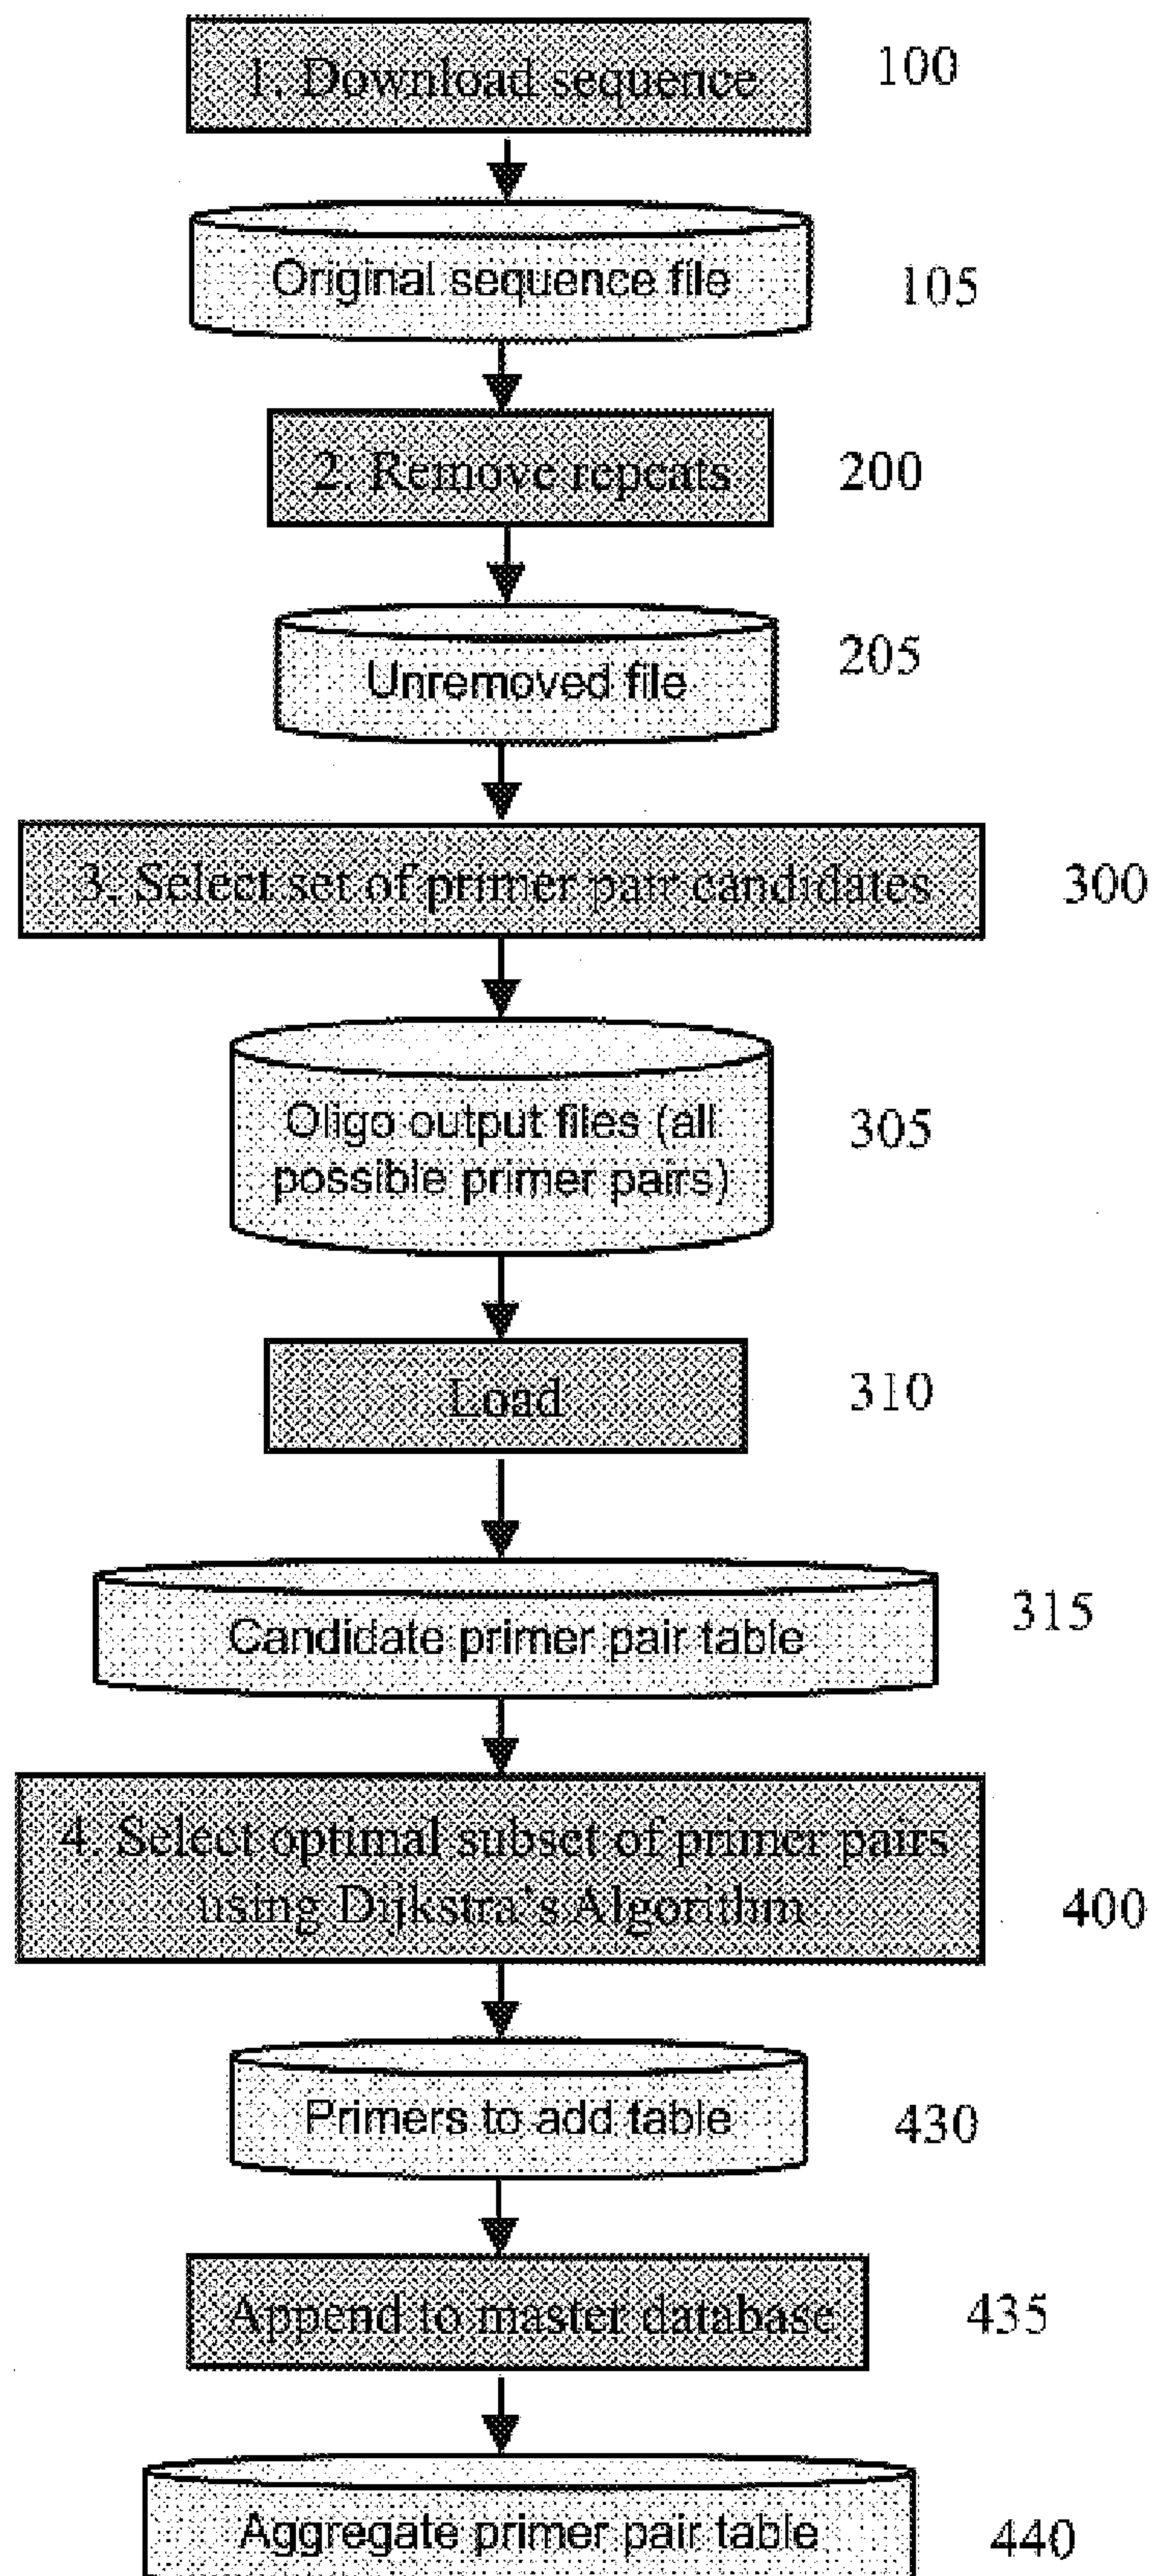 1. Download sequence
100
Original sequence file
105
2. Remove repeats
200
Unremoved file
205
3. Select set of primer pair candidates
300
Oligo output files (all
possible primer pairs)
305
Load
310
Candidate primer pair table
315
4. Select optimal subset of primer pairs
using Dijkstra's Algorithm
400
Primers to add table
430
Append to master database
435
Aggregate primer pair table
440